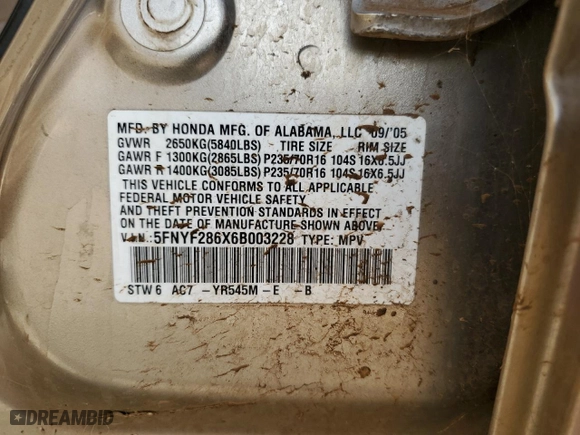 MFD. BY HONDA MFG. OF ALABAMA, LLC 09/'05
GVWR 2650KG(5840LBS) TIRE SIZE RIM SIZE
GAWR F 1300KG(2865LBS) P235/70R16 104S 16X6.5JJ
GAWR R 1400KG(3085LBS) P235/70R16 104S 16X6.5JJ
THIS VEHICLE CONFORMS TO ALL APPLICABLE
FEDERAL MOTOR VEHICLE SAFETY
AND THEFT PREVENTION STANDARDS IN EFFECT
ON THE DATE OF MANUFACTURE SHOWN ABOVE.
V.I.N.: 5FNYF286X6B003228 TYPE: MPV
STW6 AC7 - YR545M - E - B
DREAMBID